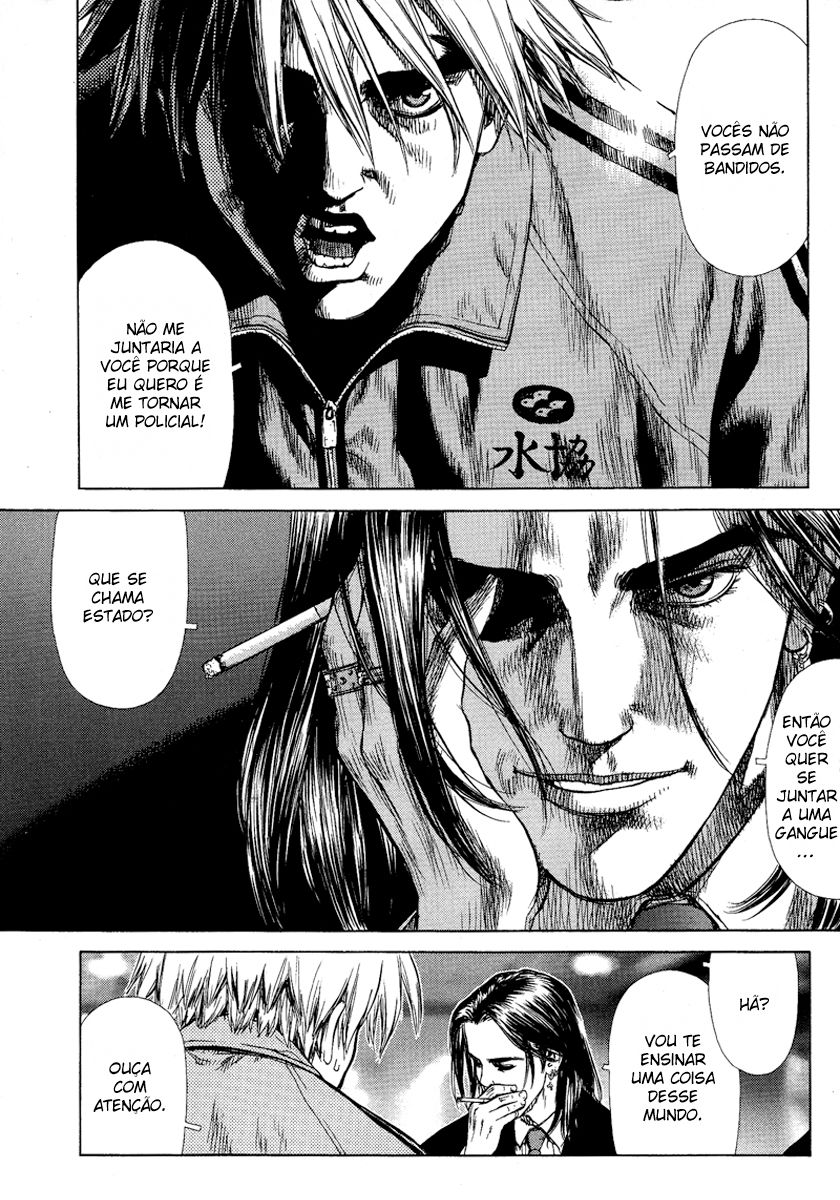 VOCÊS NÃO
PASSAM DE
BANDIDOS.
NÃO ME
JUNTARIA A
VOCÊ PORQUE
EU QUERO É
ME TORNAR
UM POLICIAL!
水協
ENTÃO
VOCÊ
QUER
SE
JUNTAR
A UMA
GANGUE
...
QUE SE
CHAMA
ESTADO?
HÃ?
VOU TE
ENSINAR
UMA COISA
DESSE
MUNDO.
OUÇA
COM
ATENÇÃO.